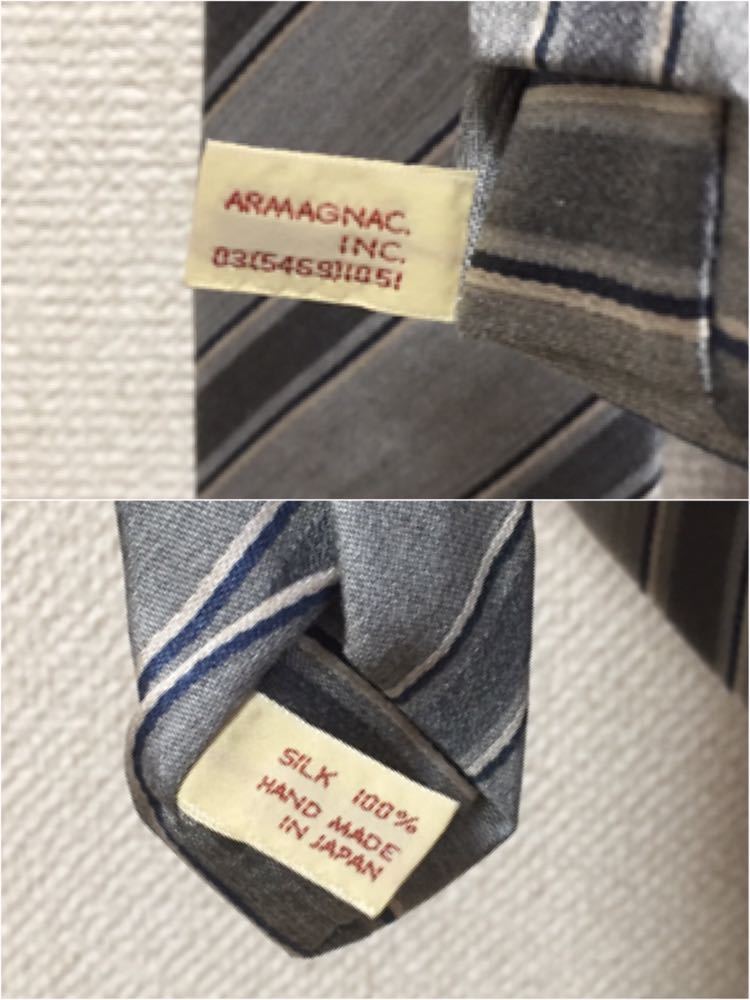 ARMAGNAC.
INC.
03(5469)1051
SILK 100%
HAND MADE
IN JAPAN